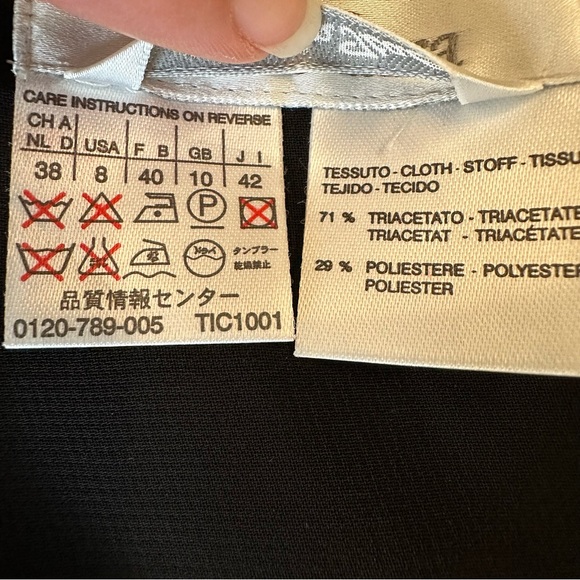 CARE INSTRUCTIONS ON REVERSE
CH A
NL D USA F B GB J I
38 8 40 10 42
P
タンブラー
乾燥禁止
品質情報センター
0120-789-005 TIC1001
TESSUTO - CLOTH - STOFF - TISSU
TEJIDO - TECIDO
71 % TRIACETATO - TRIACETATE
TRIACETAT - TRIACÉTATE
29 % POLIESTERE - POLYESTER
POLIESTER